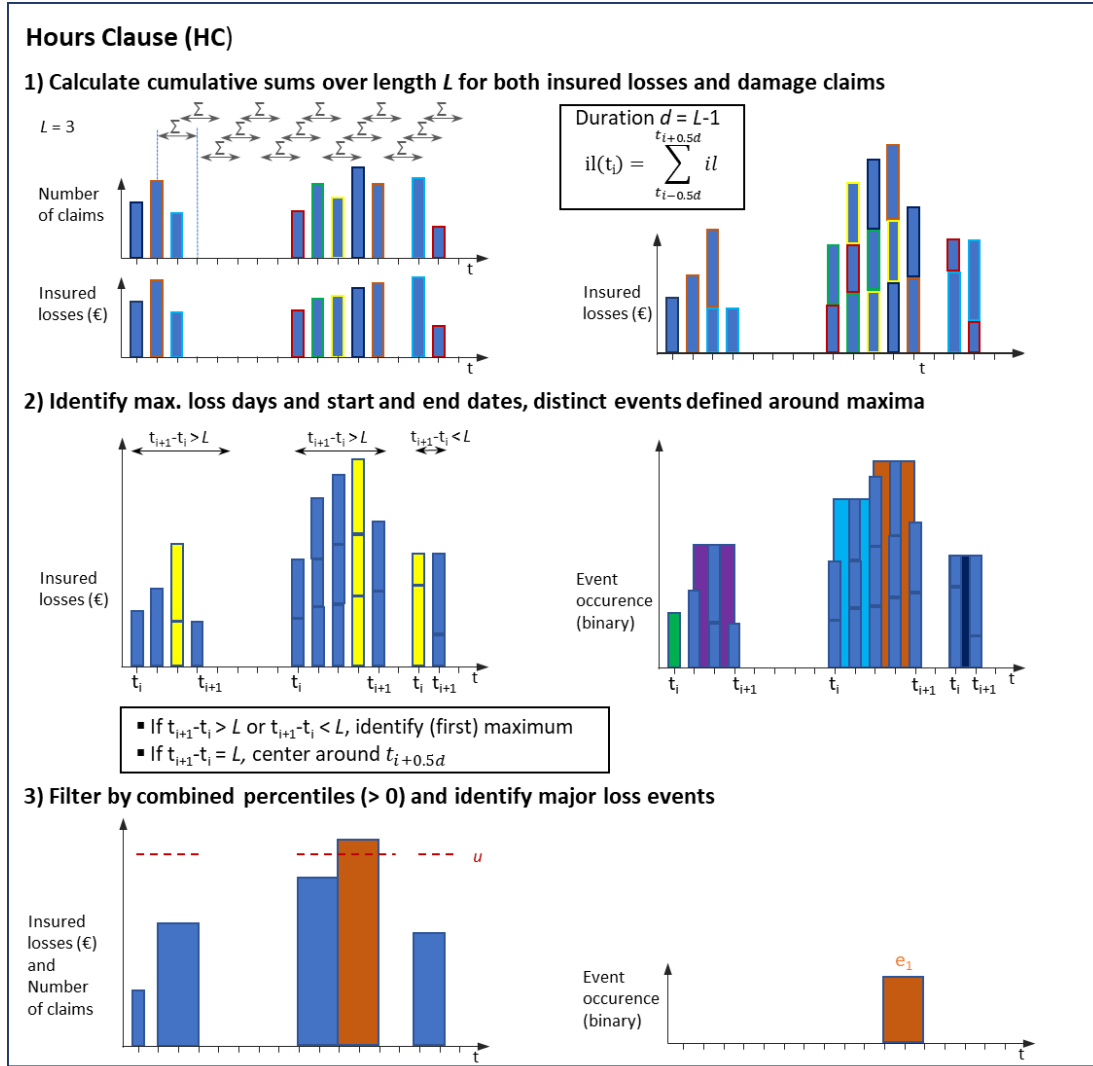 Hours Clause (HC)
1) Calculate cumulative sums over length L for both insured losses and damage claims
L = 3
Σ Σ Σ Σ Σ
Σ Σ Σ Σ Σ
Σ Σ Σ Σ
Number
of claims
t
Insured
losses (€)
t
Duration d = L-1
il(tᵢ) = ∑_{t_{i−0.5d}}^{t_{i+0.5d}} il
Insured
losses (€)
t
2) Identify max. loss days and start and end dates, distinct events defined around maxima
tᵢ₊₁-tᵢ > L
tᵢ₊₁-tᵢ > L
tᵢ₊₁-tᵢ < L
Insured
losses (€)
tᵢ tᵢ₊₁ tᵢ tᵢ₊₁ tᵢ tᵢ₊₁ t
Event
occurence
(binary)
tᵢ tᵢ₊₁ tᵢ tᵢ₊₁ tᵢ tᵢ₊₁ t
▪ If tᵢ₊₁-tᵢ > L or tᵢ₊₁-tᵢ < L, identify (first) maximum
▪ If tᵢ₊₁-tᵢ = L, center around t_{i+0.5d}
3) Filter by combined percentiles (> 0) and identify major loss events
u
Insured
losses (€)
and
Number
of claims
t
e₁
Event
occurence
(binary)
t